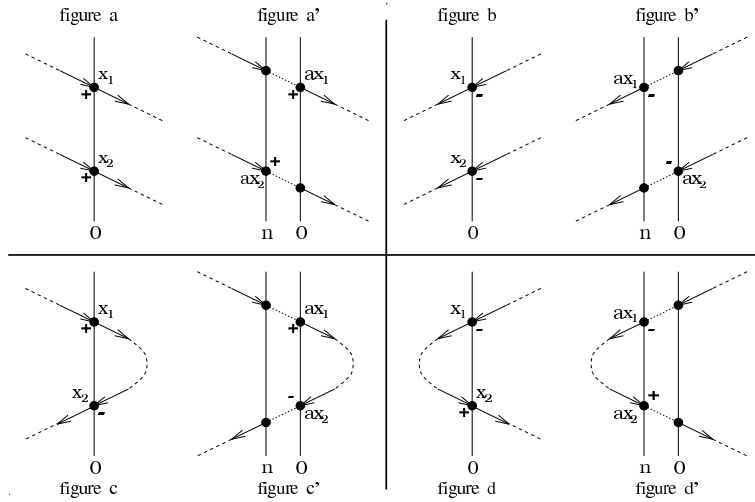 figure a
figure a’
figure b
figure b’
x1
+
x2
+
0
ax1
+
+
ax2
n 0
x1
-
x2
-
0
ax1
-
-
ax2
n 0
x1
+
x2
-
0
ax1
+
-
ax2
n 0
x1
-
x2
+
0
ax1
-
+
ax2
n 0
figure c
figure c’
figure d
figure d’